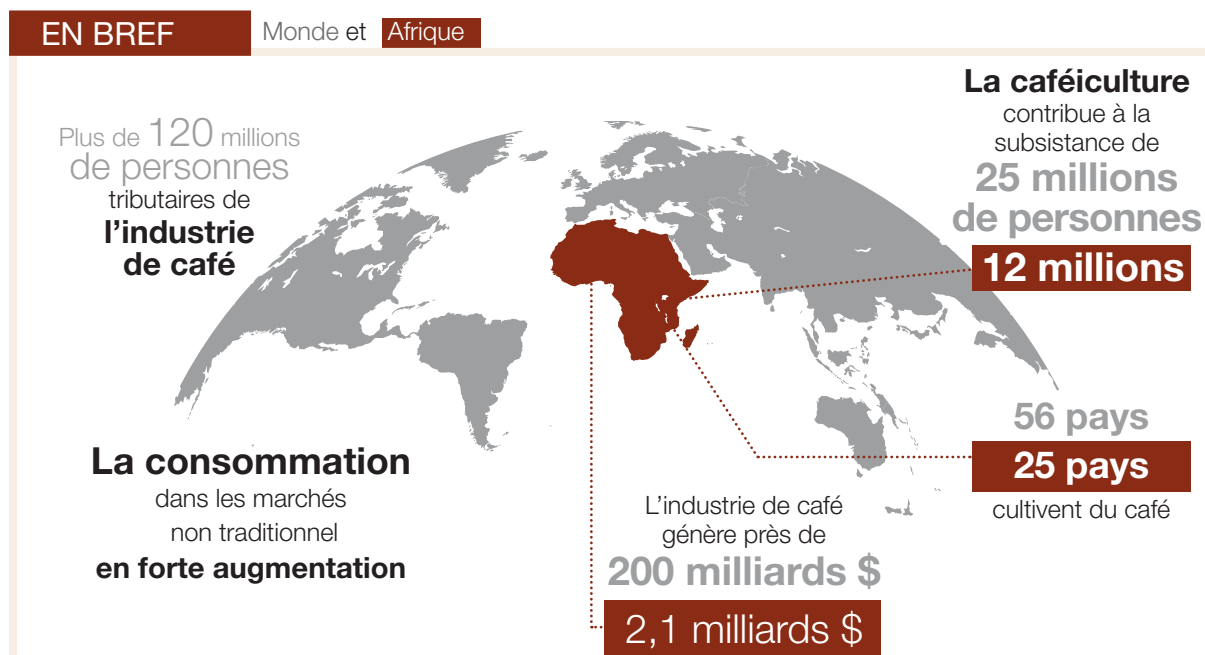 EN BREF
Monde et Afrique
Plus de 120 millions
de personnes
tributaires de
l'industrie
de café
La caféiculture
contribue à la
subsistance de
25 millions
de personnes
12 millions
56 pays
25 pays
cultivent du café
La consommation
dans les marchés
non traditionnel
en forte augmentation
L'industrie de café
génère près de
200 milliards $
2,1 milliards $